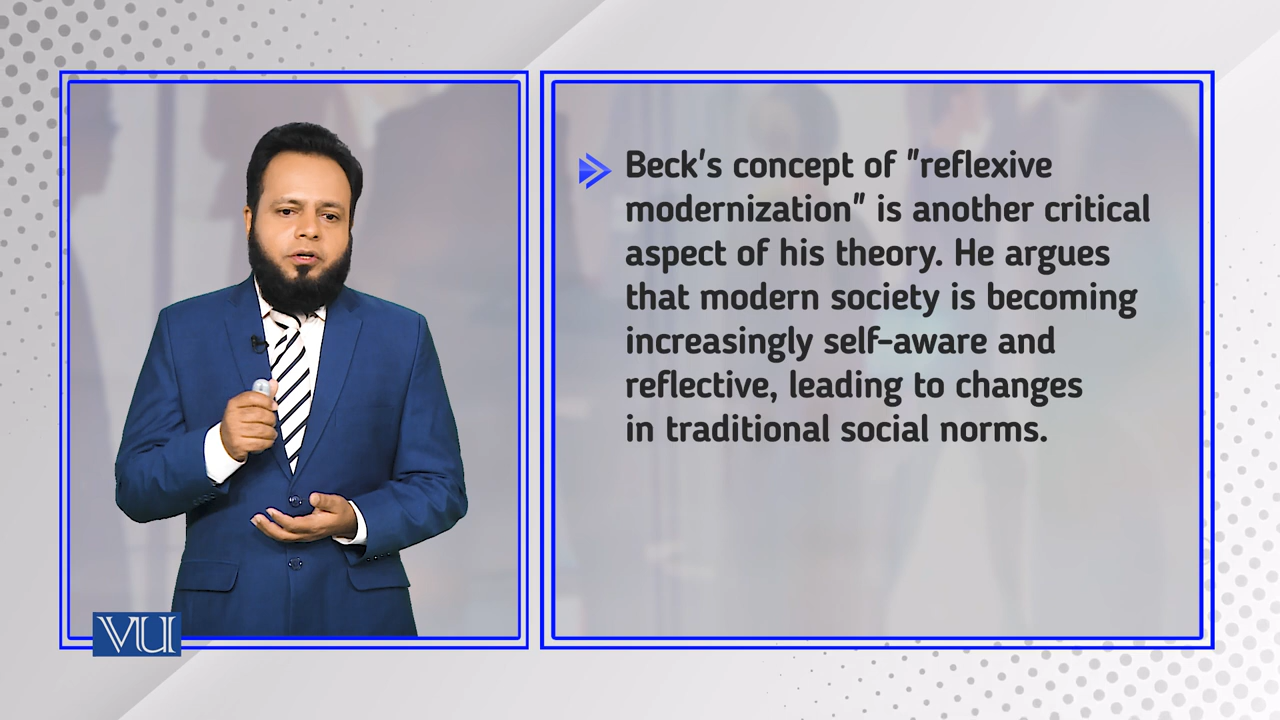 Beck's concept of "reflexive
modernization" is another critical
aspect of his theory. He argues
that modern society is becoming
increasingly self-aware and
reflective, leading to changes
in traditional social norms.
VU